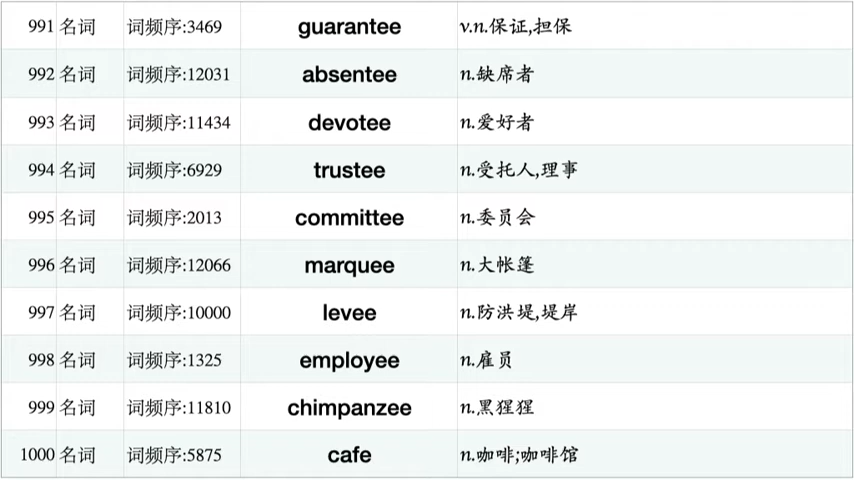 991 名词 词频序:3469 guarantee v.n.保证,担保
992 名词 词频序:12031 absentee n.缺席者
993 名词 词频序:11434 devotee n.爱好者
994 名词 词频序:6929 trustee n.受托人,理事
995 名词 词频序:2013 committee n.委员会
996 名词 词频序:12066 marquee n.大帐篷
997 名词 词频序:10000 levee n.防洪堤,堤岸
998 名词 词频序:1325 employee n.雇员
999 名词 词频序:11810 chimpanzee n.黑猩猩
1000 名词 词频序:5875 cafe n.咖啡;咖啡馆